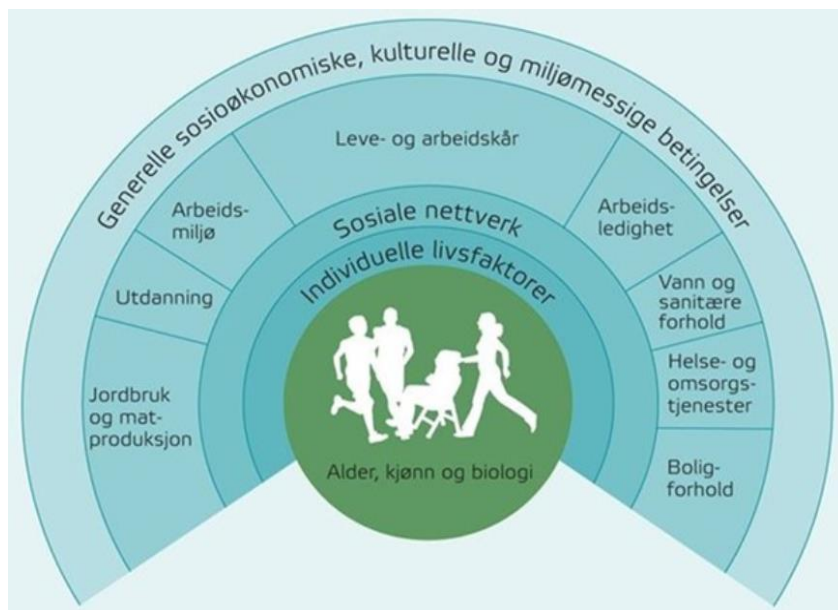 Generelle sosioøkonomiske, kulturelle og miljømessige betingelser
Leve- og arbeidskår
Arbeids-
miljø
Utdanning
Jordbruk
og mat-
produksjon
Arbeids-
ledighet
Vann og
sanitære
forhold
Helse- og
omsorgs-
tjenester
Bolig-
forhold
Sosiale nettverk
Individuelle livsfaktorer
Alder, kjønn og biologi